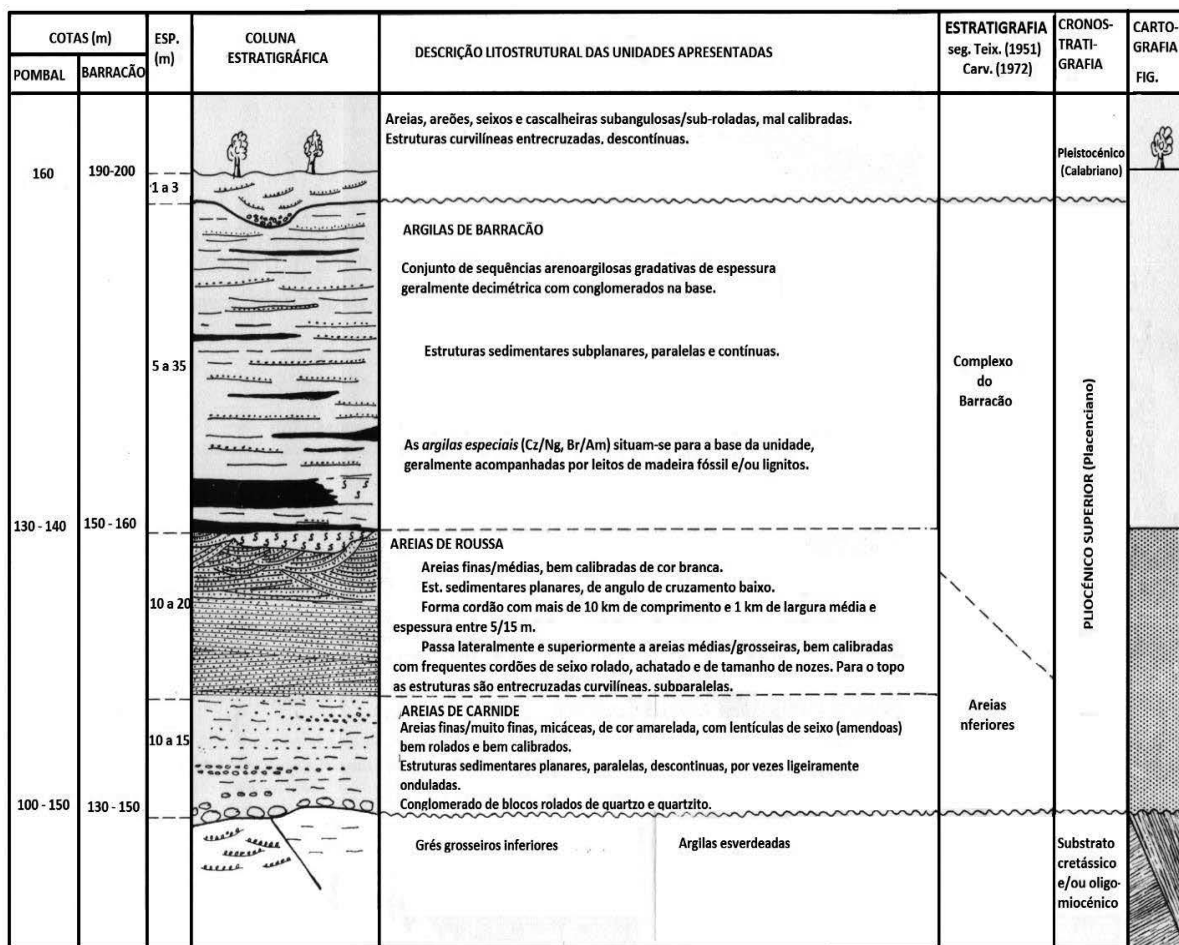 COTAS (m)
POMBAL
BARRACÃO
ESP.
(m)
COLUNA
ESTRATIGRÁFICA
DESCRIÇÃO LITOSTRUTURAL DAS UNIDADES APRESENTADAS
ESTRATIGRAFIA
seg. Teix. (1951)
Carv. (1972)
CRONOS-
TRATI-
GRAFIA
CARTO-
GRAFIA
FIG.
Areias, areões, seixos e cascalheiras subangulosas/sub-roladas, mal calibradas.
Estruturas curvilíneas entrecruzadas, descontínuas.
160
190-200
1 a 3
Pleistocénico
(Calabriano)
ARGILAS DE BARRACÃO
Conjunto de sequências arenoargilosas gradativas de espessura
geralmente decimétrica com conglomerados na base.
Estruturas sedimentares subplanares, paralelas e contínuas.
5 a 35
Complexo
do
Barracão
As argilas especiais (Cz/Ng, Br/Am) situam-se para a base da unidade,
geralmente acompanhadas por leitos de madeira fóssil e/ou lignitos.
PLIOCÉNICO SUPERIOR (Placenciano)
130 - 140
150 - 160
AREIAS DE ROUSSA
Areias finas/médias, bem calibradas de cor branca.
Est. sedimentares planares, de angulo de cruzamento baixo.
Forma cordão com mais de 10 km de comprimento e 1 km de largura média e
espessura entre 5/15 m.
Passa lateralmente e superiormente a areias médias/grosseiras, bem calibradas
com frequentes cordões de seixo rolado, achatado e de tamanho de nozes. Para o topo
as estruturas são entrecruzadas curvilíneas, subparalelas.
10 a 20
AREIAS DE CARNIDE
Areias finas/muito finas, micáceas, de cor amarelada, com lentículas de seixo (amendoas)
bem rolados e bem calibrados.
Estruturas sedimentares planares, paralelas, descontinuas, por vezes ligeiramente
onduladas.
Conglomerado de blocos rolados de quartzo e quartzito.
10 a 15
Areias
nferiores
100 - 150
130 - 150
Grés grosseiros inferiores
Argilas esverdeadas
Substrato
cretássico
e/ou oligo-
miocénico